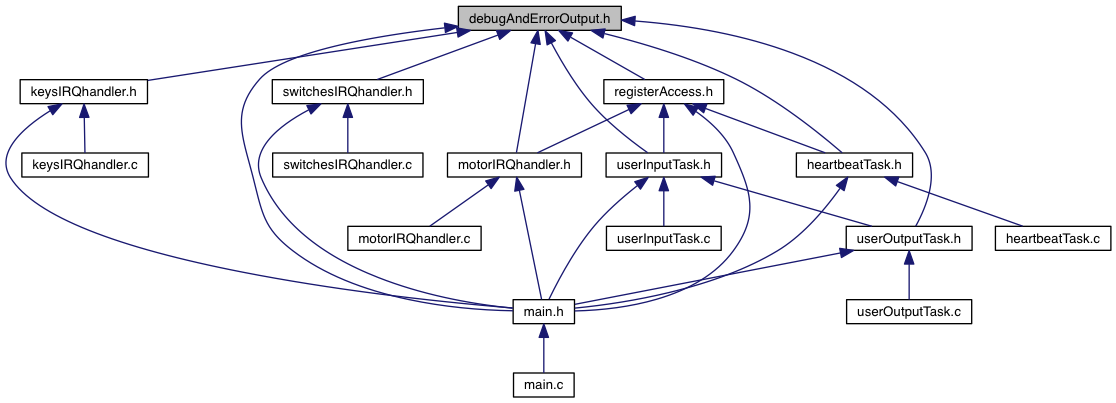 debugAndErrorOutput.h
keysIRQhandler.h
switchesIRQhandler.h
registerAccess.h
keysIRQhandler.c
switchesIRQhandler.c
motorIRQhandler.h
userInputTask.h
heartbeatTask.h
motorIRQhandler.c
userInputTask.c
userOutputTask.h
heartbeatTask.c
main.h
userOutputTask.c
main.c